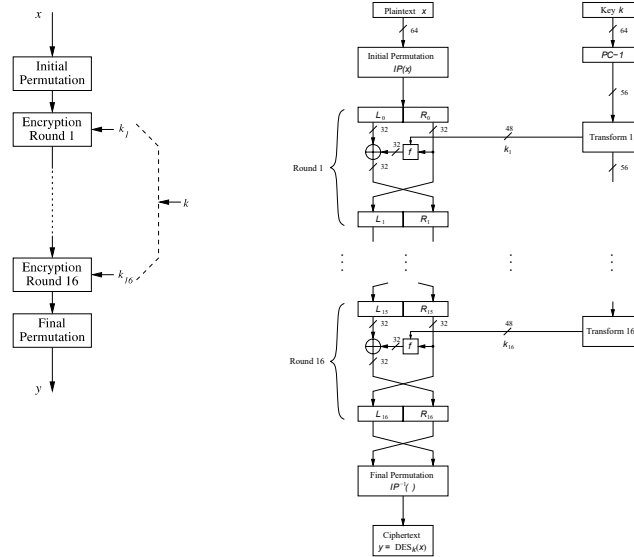 x
Initial
Permutation
Encryption
Round 1
k1
k
Encryption
Round 16
k16
Final
Permutation
y
Plaintext x
Key k
64
64
Initial Permutation
IP(x)
PC−1
56
L0
R0
32
32
48
Transform 1
Round 1
f
32
k1
32
56
L1
R1
L15
R15
32
32
48
Transform 16
Round 16
f
32
k16
32
L16
R16
Final Permutation
IP−1( )
Ciphertext
y = DESk(x)